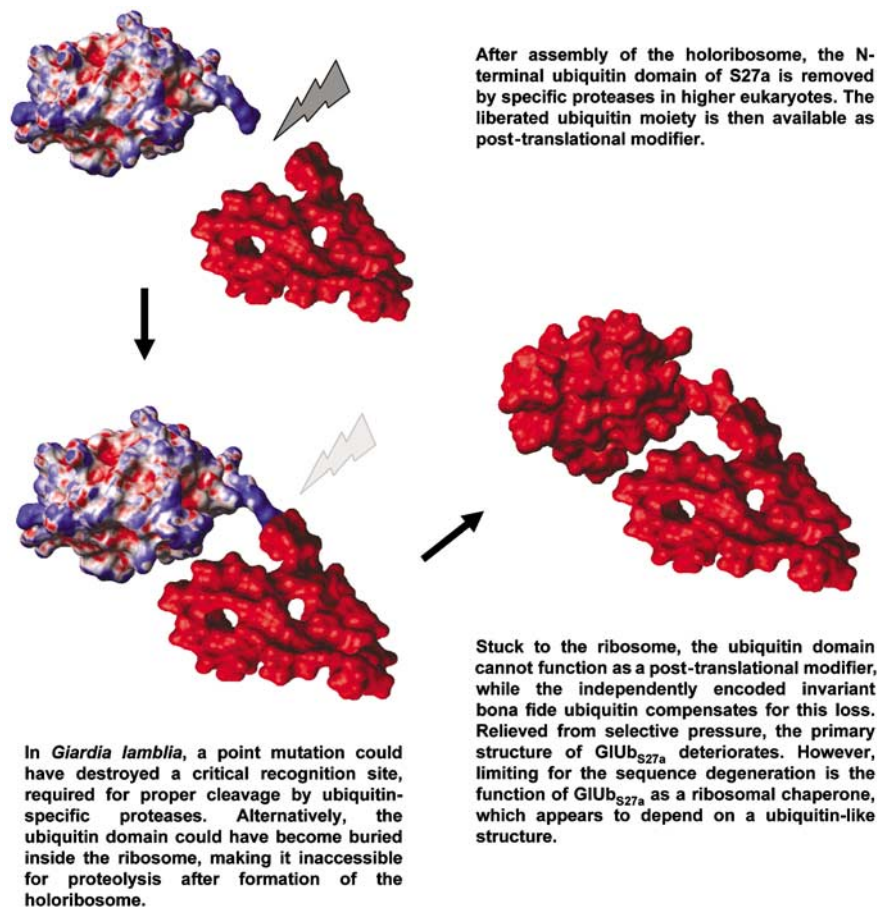 After assembly of the holoribosome, the N-
terminal ubiquitin domain of S27a is removed
by specific proteases in higher eukaryotes. The
liberated ubiquitin moiety is then available as
post-translational modifier.
In Giardia lamblia, a point mutation could
have destroyed a critical recognition site,
required for proper cleavage by ubiquitin-
specific proteases. Alternatively, the
ubiquitin domain could have become buried
inside the ribosome, making it inaccessible
for proteolysis after formation of the
holoribosome.
Stuck to the ribosome, the ubiquitin domain
cannot function as a post-translational modifier,
while the independently encoded invariant
bona fide ubiquitin compensates for this loss.
Relieved from selective pressure, the primary
structure of GlUbS27a deteriorates. However,
limiting for the sequence degeneration is the
function of GlUbS27a as a ribosomal chaperone,
which appears to depend on a ubiquitin-like
structure.